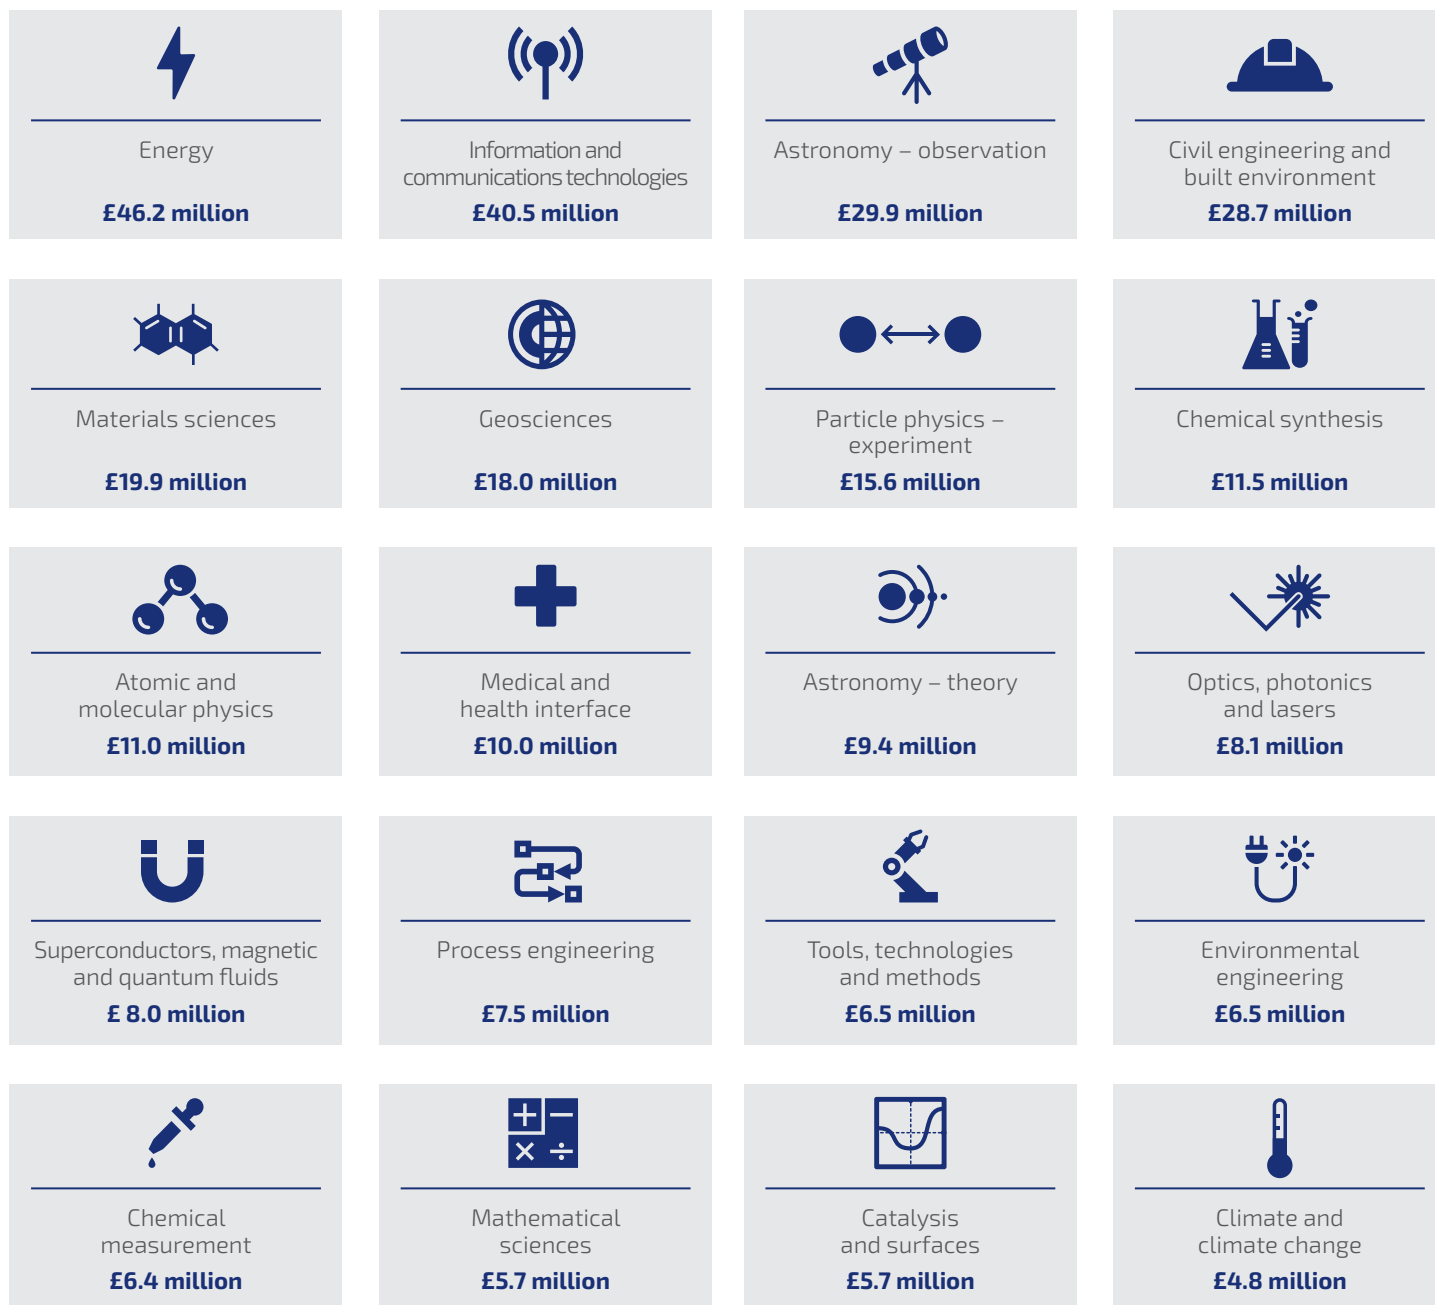 Energy
£46.2 million
Information and
communications technologies
£40.5 million
Astronomy – observation
£29.9 million
Civil engineering and
built environment
£28.7 million
Materials sciences
£19.9 million
Geosciences
£18.0 million
Particle physics –
experiment
£15.6 million
Chemical synthesis
£11.5 million
Atomic and
molecular physics
£11.0 million
Medical and
health interface
£10.0 million
Astronomy – theory
£9.4 million
Optics, photonics
and lasers
£8.1 million
Superconductors, magnetic
and quantum fluids
£ 8.0 million
Process engineering
£7.5 million
Tools, technologies
and methods
£6.5 million
Environmental
engineering
£6.5 million
Chemical
measurement
£6.4 million
Mathematical
sciences
£5.7 million
Catalysis
and surfaces
£5.7 million
Climate and
climate change
£4.8 million